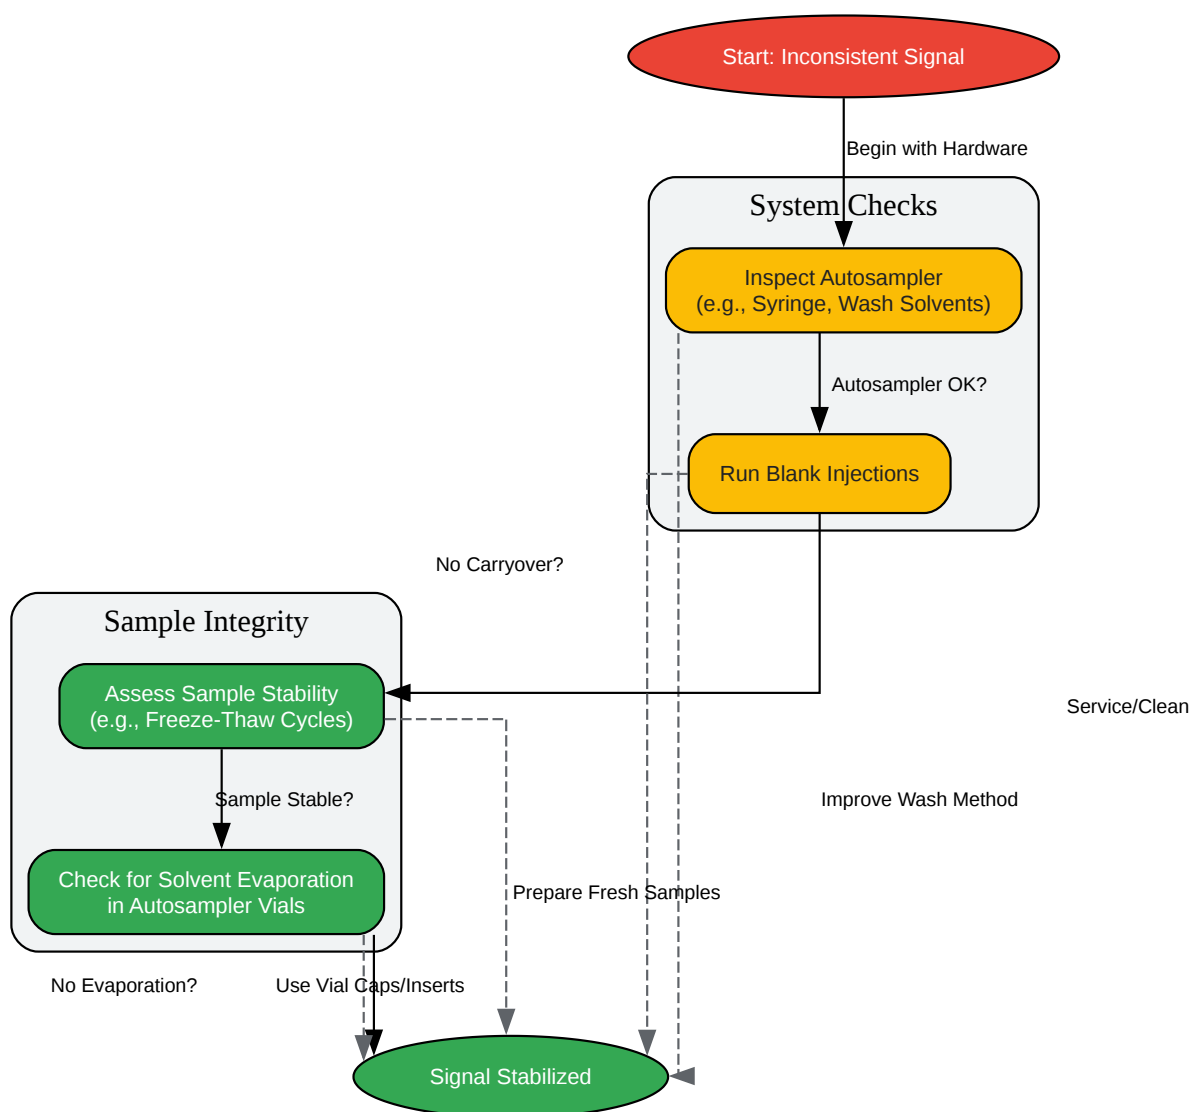 Start: Inconsistent Signal
Begin with Hardware
System Checks
Inspect Autosampler
(e.g., Syringe, Wash Solvents)
Autosampler OK?
Run Blank Injections
No Carryover?
Sample Integrity
Assess Sample Stability
(e.g., Freeze-Thaw Cycles)
Service/Clean
Sample Stable?
Improve Wash Method
Check for Solvent Evaporation
in Autosampler Vials
Prepare Fresh Samples
No Evaporation?
Use Vial Caps/Inserts
Signal Stabilized